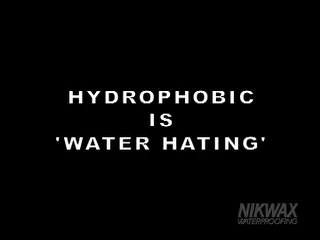 HYDROPHOBIC
IS
'WATER HATING'
NIKWAX
WATERPROOFING